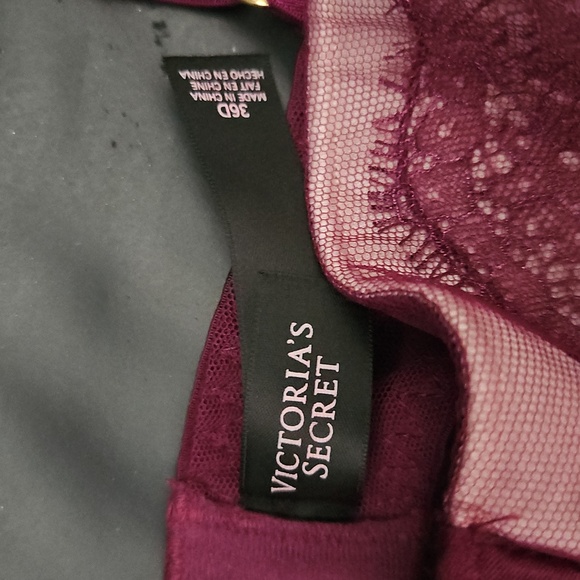 VICTORIA'S
SECRET
36D
MADE IN CHINA
FAIT EN CHINE
HECHO EN CHINA